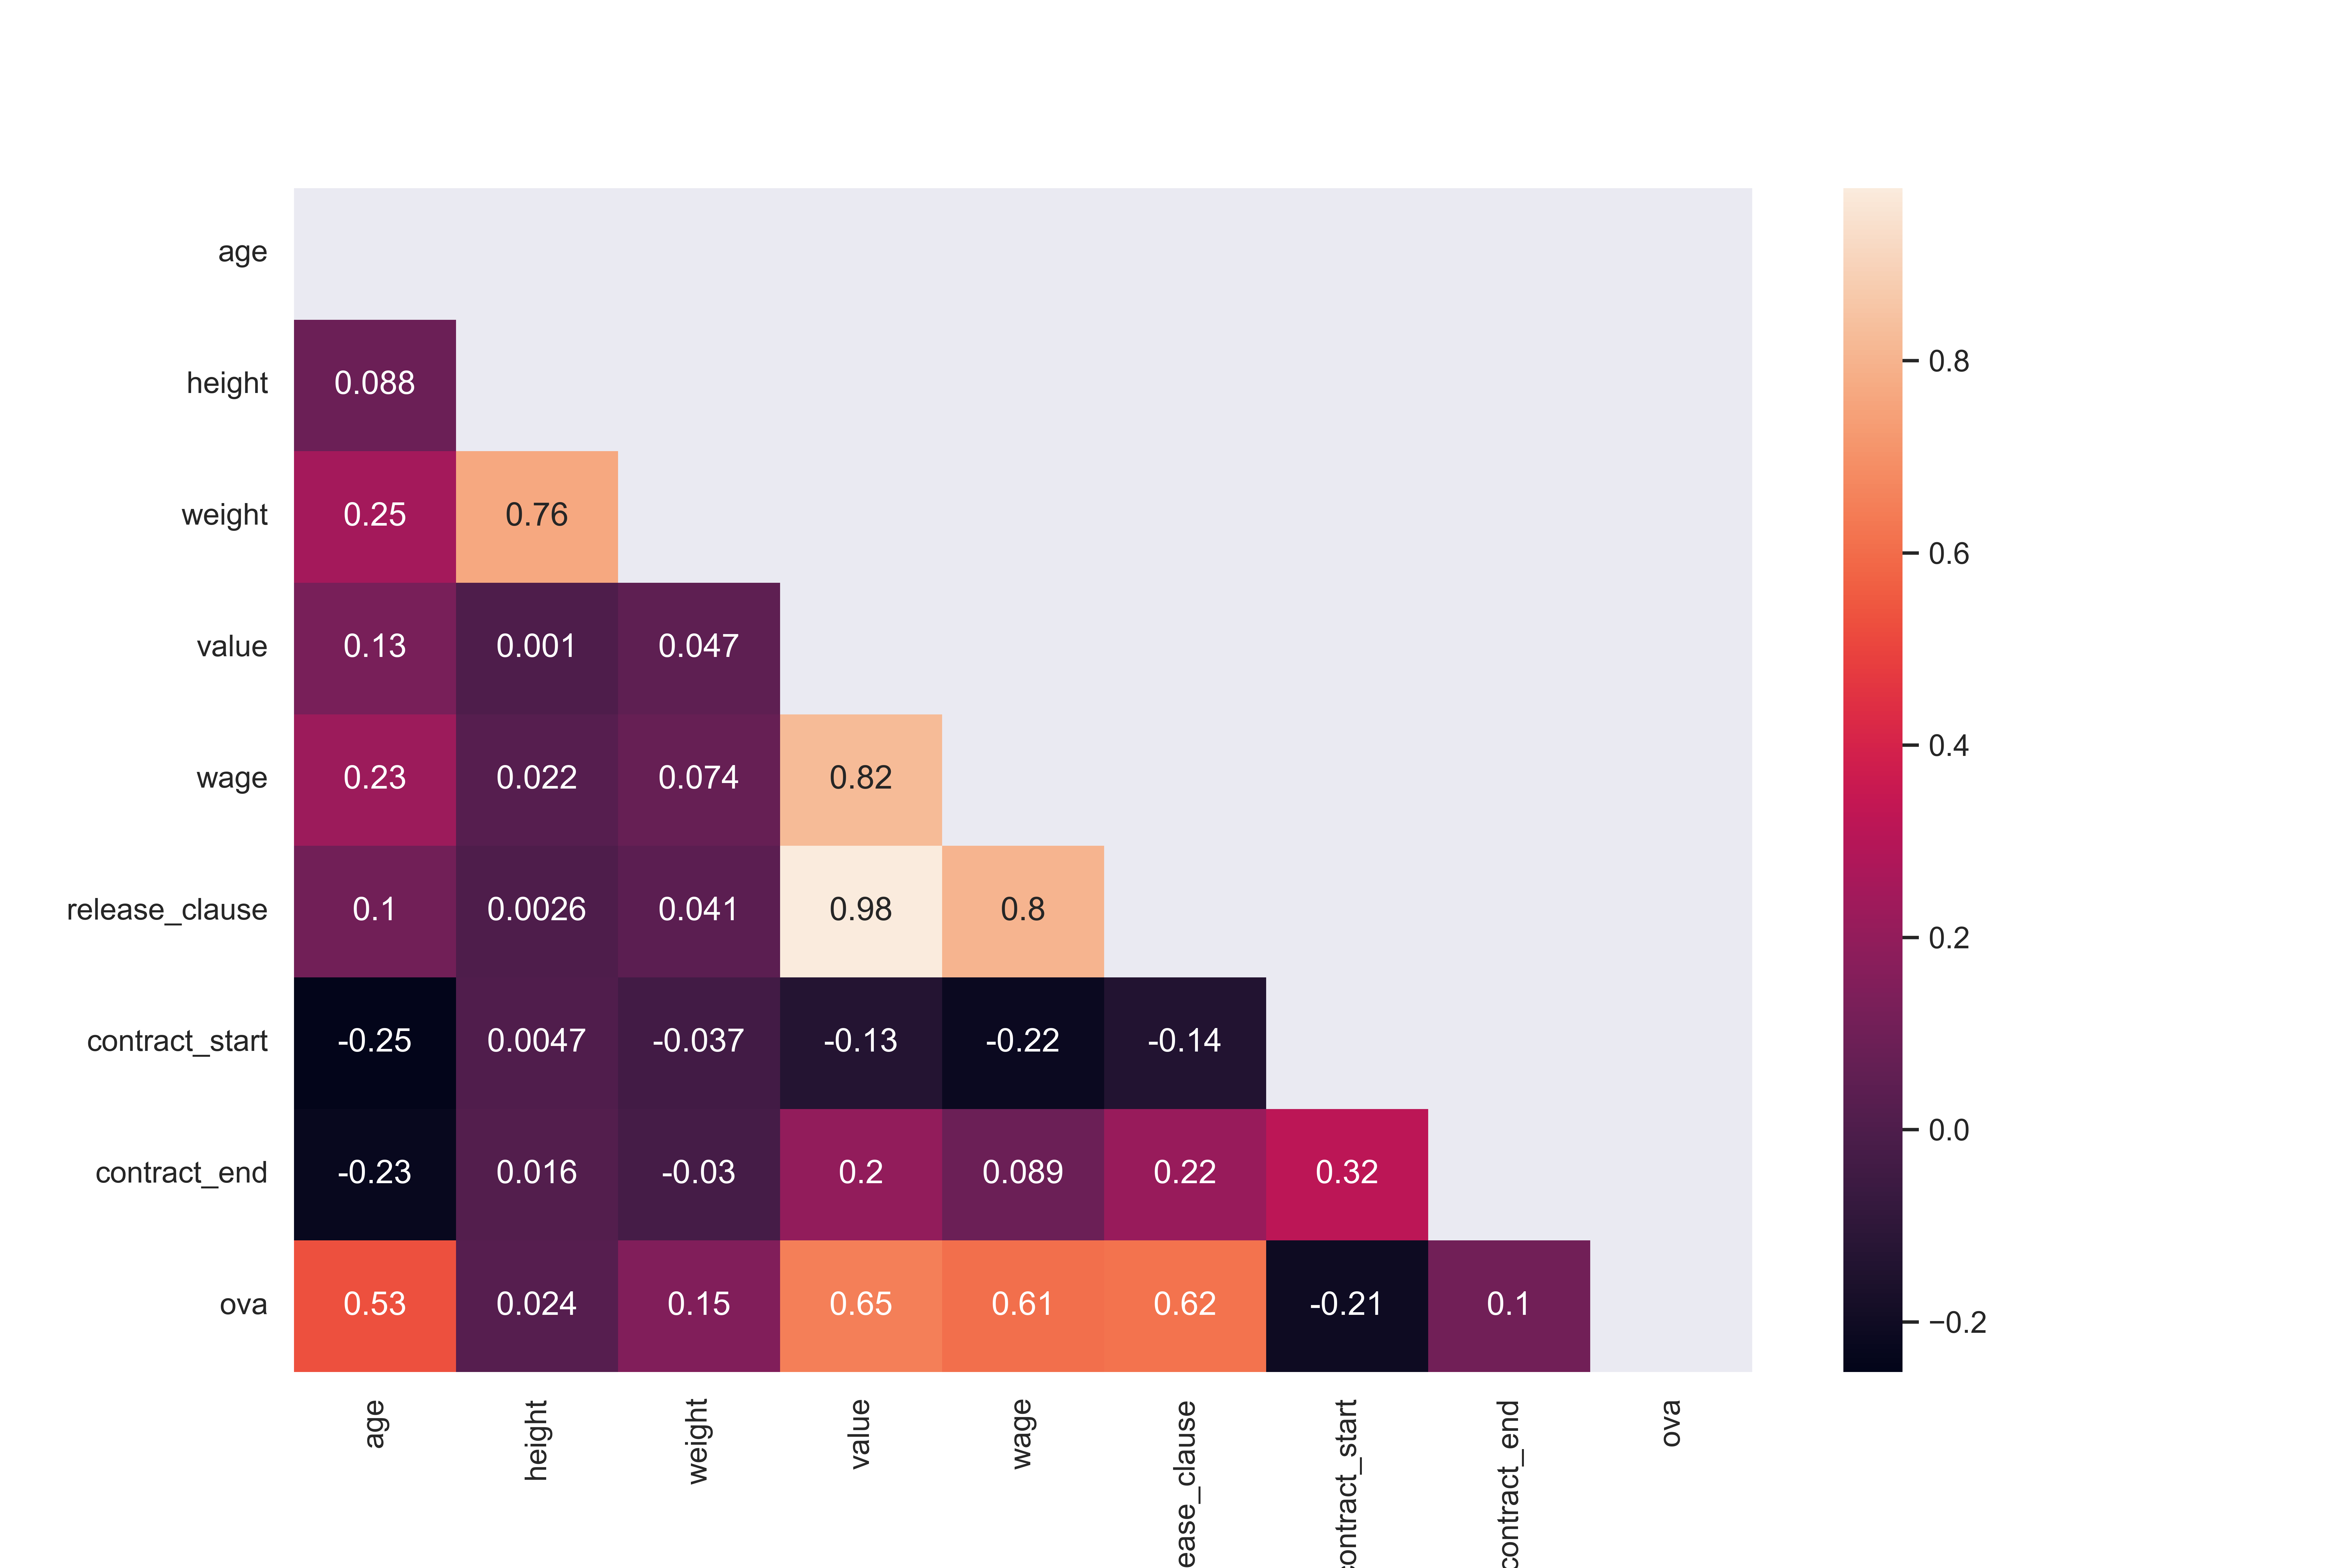 age
height 0.088
weight 0.25 0.76
value 0.13 0.001 0.047
wage 0.23 0.022 0.074 0.82
release_clause 0.1 0.0026 0.041 0.98 0.8
contract_start -0.25 0.0047 -0.037 -0.13 -0.22 -0.14
contract_end -0.23 0.016 -0.03 0.2 0.089 0.22 0.32
ova 0.53 0.024 0.15 0.65 0.61 0.62 -0.21 0.1
age
height
weight
value
wage
ease_clause
contract_start
contract_end
ova
0.8
0.6
0.4
0.2
0.0
−0.2